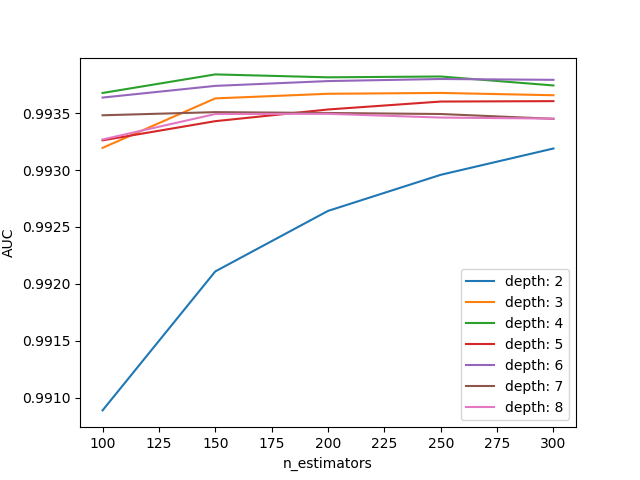 AUC
0.9935
0.9930
0.9925
0.9920
0.9915
0.9910
100 125 150 175 200 225 250 275 300
n_estimators
depth: 2
depth: 3
depth: 4
depth: 5
depth: 6
depth: 7
depth: 8